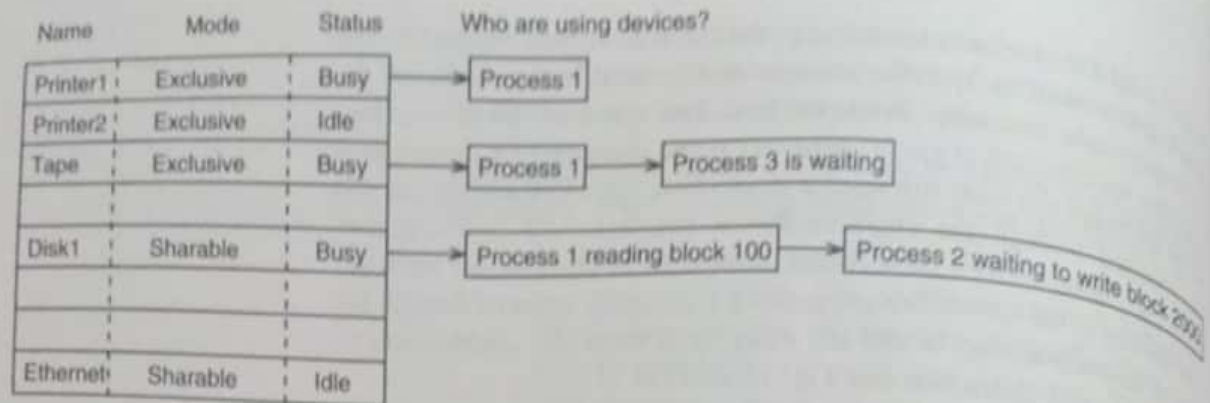 Name Mode Status Who are using devices?
Printer1 Exclusive Busy Process 1
Printer2 Exclusive Idle
Tape Exclusive Busy Process 1 Process 3 is waiting
Disk1 Sharable Busy Process 1 reading block 100 Process 2 waiting to write block
Ethernet Sharable Idle